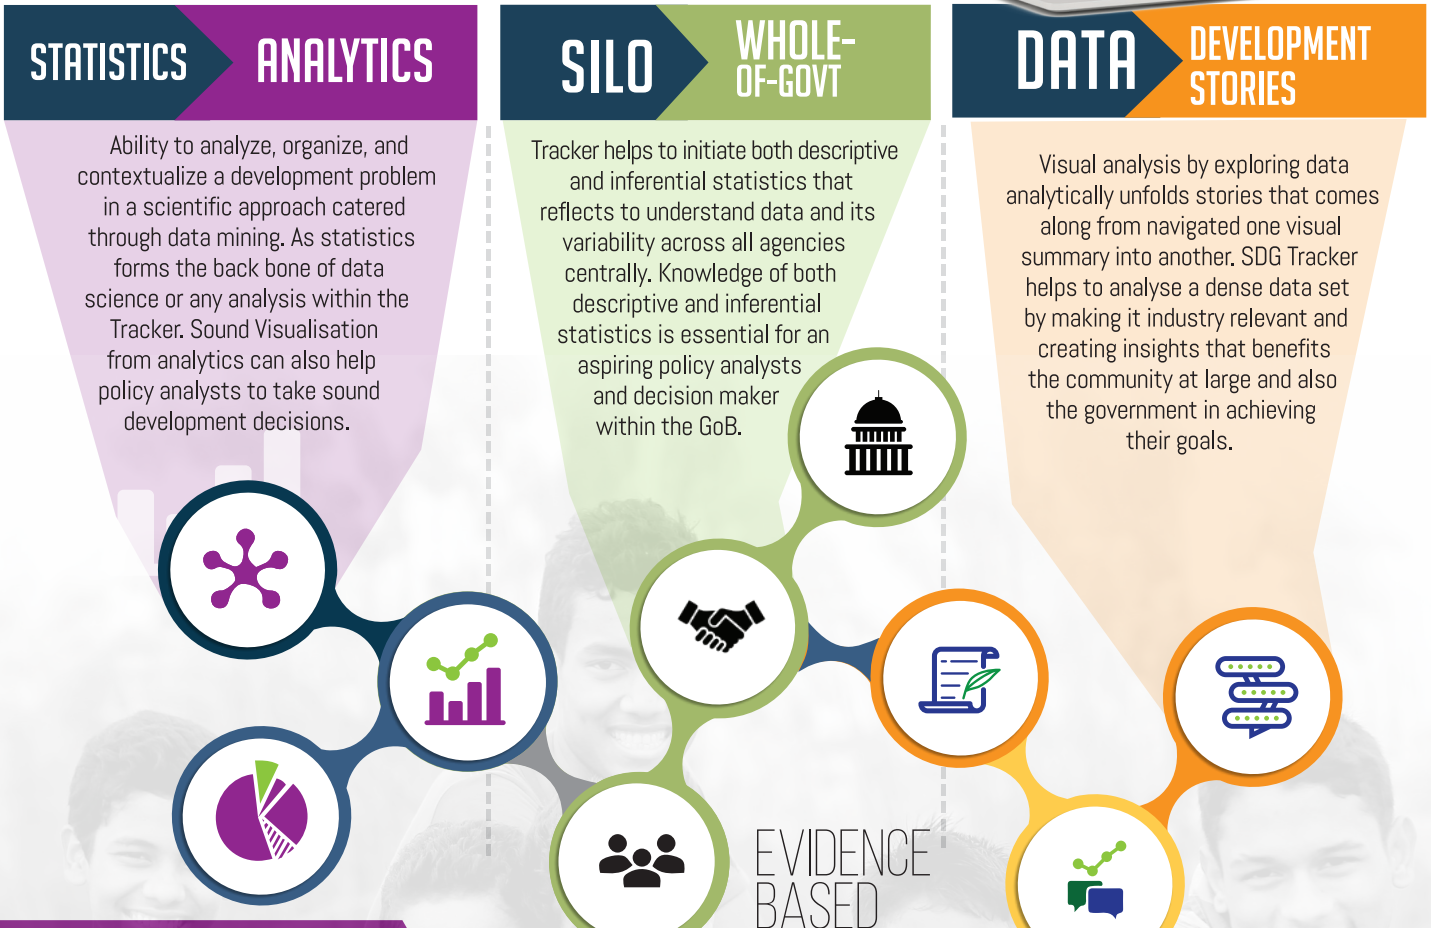 STATISTICS
ANALYTICS
Ability to analyze, organize, and
contextualize a development problem
in a scientific approach catered
through data mining. As statistics
forms the back bone of data
science or any analysis within the
Tracker. Sound Visualisation
from analytics can also help
policy analysts to take sound
development decisions.
SILO
WHOLE-
OF-GOVT
Tracker helps to initiate both descriptive
and inferential statistics that
reflects to understand data and its
variability across all agencies
centrally. Knowledge of both
descriptive and inferential
statistics is essential for an
aspiring policy analysts
and decision maker
within the GoB.
DATA
DEVELOPMENT
STORIES
Visual analysis by exploring data
analytically unfolds stories that comes
along from navigated one visual
summary into another. SDG Tracker
helps to analyse a dense data set
by making it industry relevant and
creating insights that benefits
the community at large and also
the government in achieving
their goals.
EVIDENCE
BASED